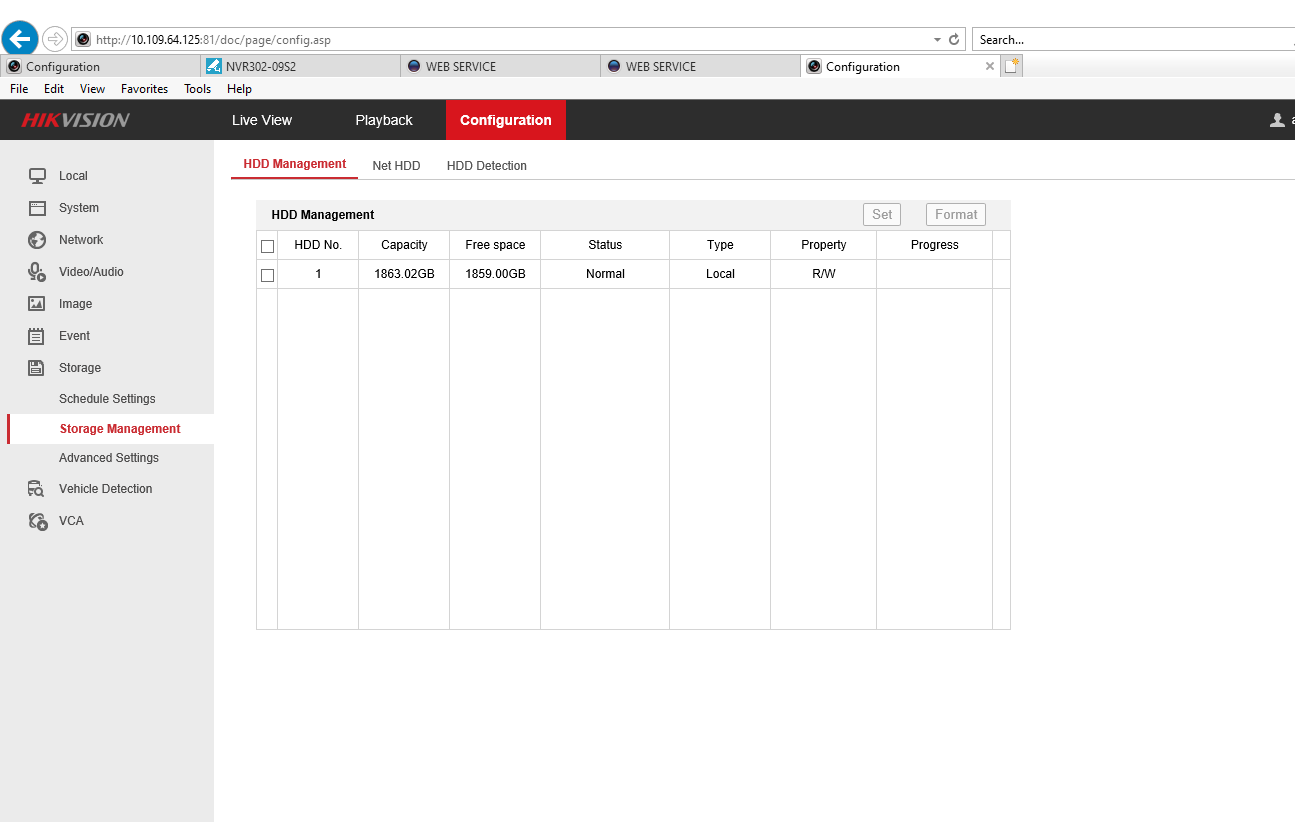 http://10.109.64.125:81/doc/page/config.asp
Search...
Configuration
NVR302-09S2
WEB SERVICE
WEB SERVICE
Configuration
File Edit View Favorites Tools Help
HIKVISION
Live View
Playback
Configuration
a
Local
System
Network
Video/Audio
Image
Event
Storage
Schedule Settings
Storage Management
Advanced Settings
Vehicle Detection
VCA
HDD Management
Net HDD
HDD Detection
HDD Management
Set
Format
HDD No. Capacity Free space Status Type Property Progress
1 1863.02GB 1859.00GB Normal Local R/W